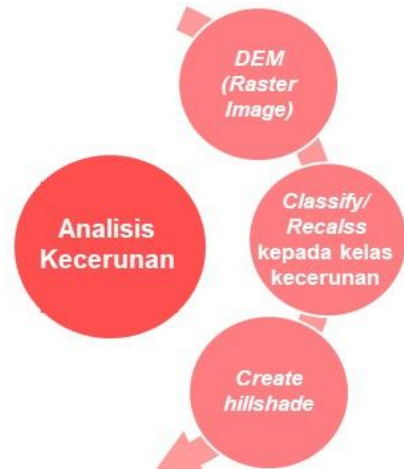 DEM
(Raster
Image)
Analisis
Kecerunan
Classify/
Recalss
kepada kelas
kecerunan
Create
hillshade